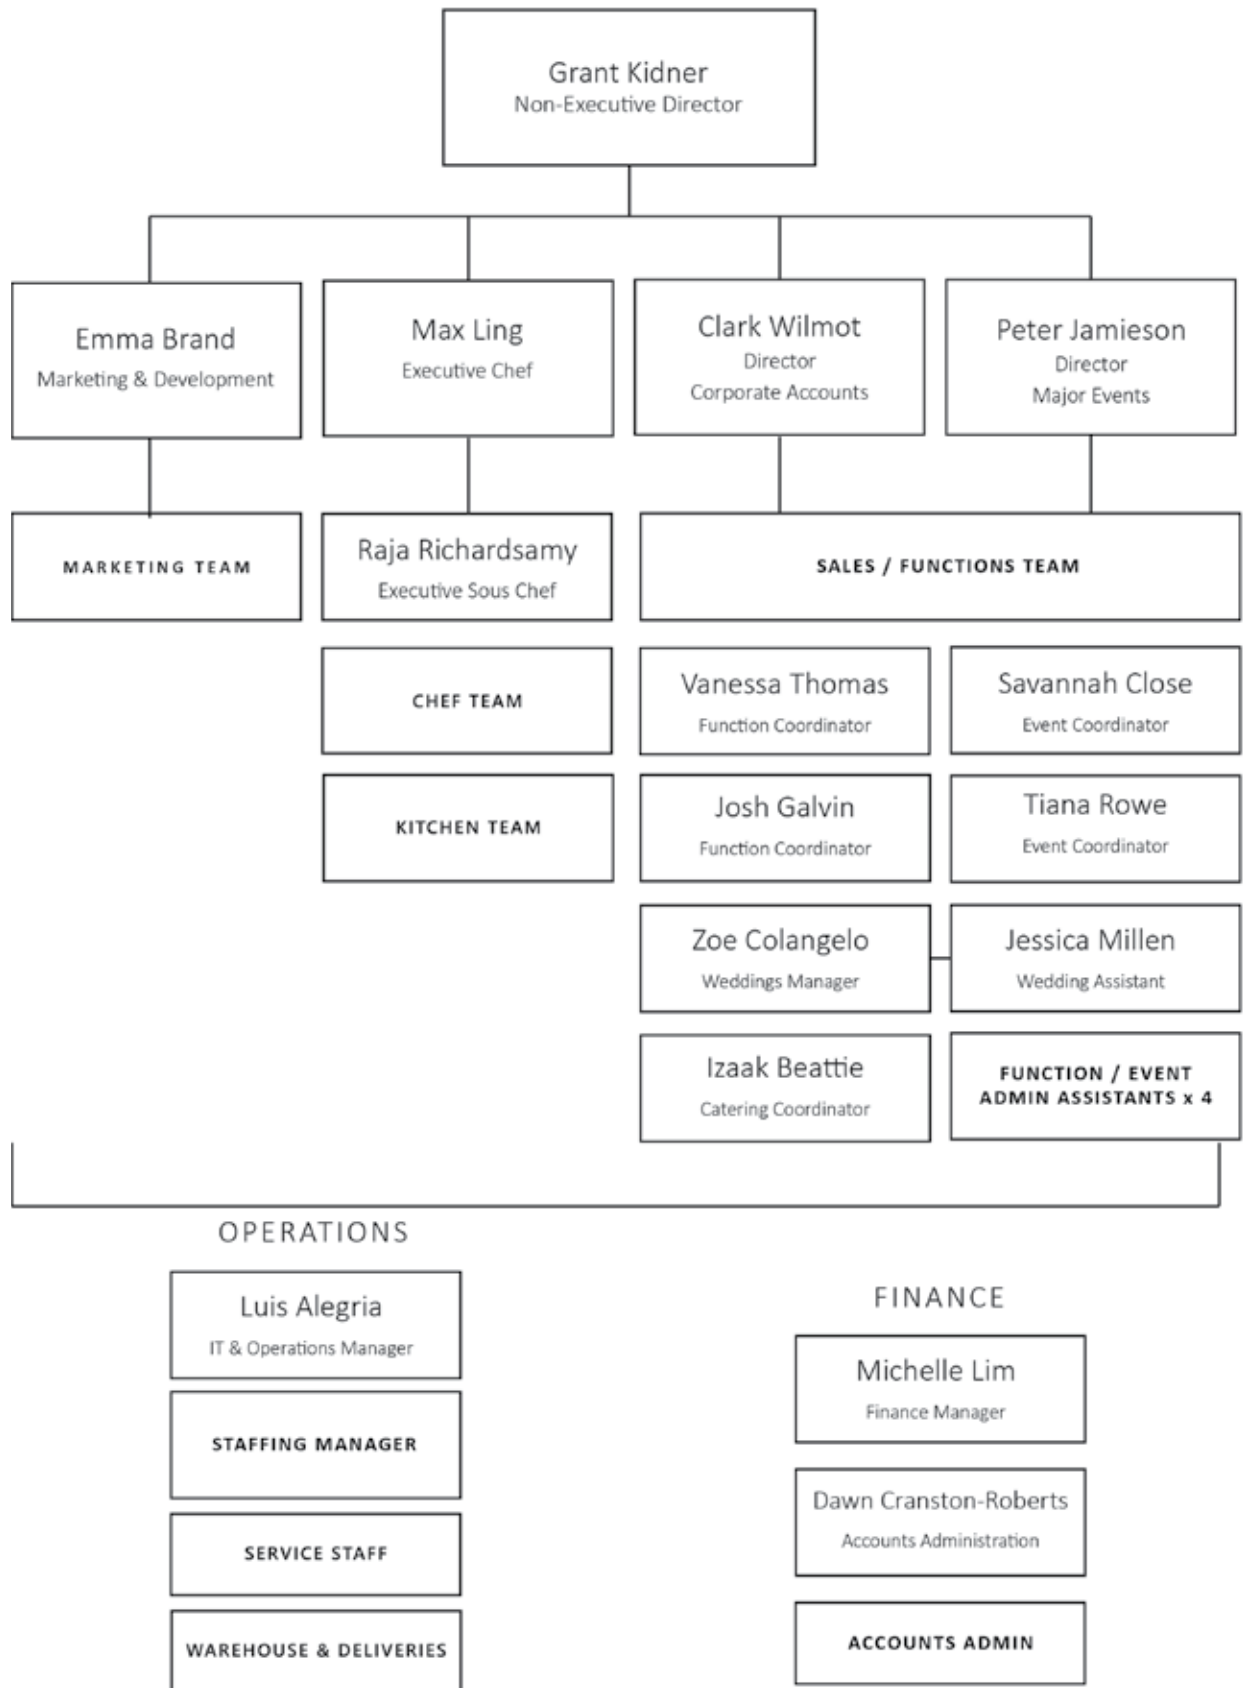 Grant Kidner
Non-Executive Director
Emma Brand
Marketing & Development
Max Ling
Executive Chef
Clark Wilmot
Director
Corporate Accounts
Peter Jamieson
Director
Major Events
MARKETING TEAM
Raja Richardsamy
Executive Sous Chef
SALES / FUNCTIONS TEAM
CHEF TEAM
Vanessa Thomas
Function Coordinator
Savannah Close
Event Coordinator
KITCHEN TEAM
Josh Galvin
Function Coordinator
Tiana Rowe
Event Coordinator
Zoe Colangelo
Weddings Manager
Jessica Millen
Wedding Assistant
Izaak Beattie
Catering Coordinator
FUNCTION / EVENT
ADMIN ASSISTANTS x 4
OPERATIONS
Luis Alegria
IT & Operations Manager
STAFFING MANAGER
SERVICE STAFF
WAREHOUSE & DELIVERIES
FINANCE
Michelle Lim
Finance Manager
Dawn Cranston-Roberts
Accounts Administration
ACCOUNTS ADMIN